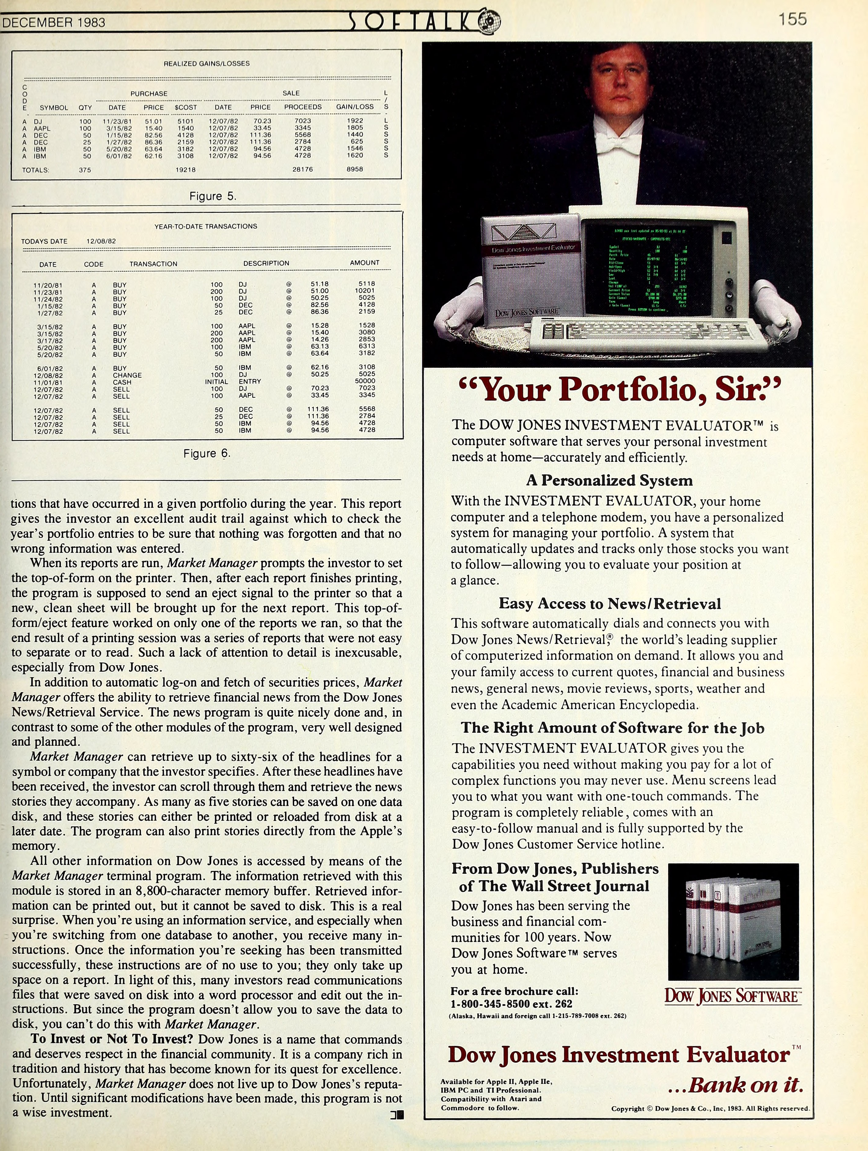 DECEMBER 1983
SOFTALK
155
REALIZED GAINS/LOSSES
C O D E
PURCHASE SALE
L / S
SYMBOL QTY DATE PRICE $COST DATE PRICE PROCEEDS GAIN/LOSS
A DJ 100 11/23/81 51.01 5101 12/07/82 70.23 7023 1922 L
A AAPL 100 3/15/82 15.40 1540 12/07/82 33.45 3345 1805 S
A DEC 50 1/15/82 82.56 4128 12/07/82 111.36 5568 1440 S
A DEC 25 1/27/82 86.36 2159 12/07/82 111.36 2784 625 S
A IBM 50 5/20/82 63.64 3182 12/07/82 94.56 4728 1546 S
A IBM 50 6/01/82 62.16 3108 12/07/82 94.56 4728 1620 S
TOTALS: 375 19218 28176 8958
Figure 5.
YEAR-TO-DATE TRANSACTIONS
TODAYS DATE 12/08/82
DATE CODE TRANSACTION DESCRIPTION AMOUNT
11/20/81 A BUY 100 DJ @ 51.18 5118
11/23/81 A BUY 200 DJ @ 51.00 10201
11/24/82 A BUY 100 DJ @ 50.25 5025
1/15/82 A BUY 50 DEC @ 82.56 4128
1/27/82 A BUY 25 DEC @ 86.36 2159
3/15/82 A BUY 100 AAPL @ 15.28 1528
3/15/82 A BUY 200 AAPL @ 15.40 3080
3/17/82 A BUY 200 AAPL @ 14.26 2853
5/20/82 A BUY 100 IBM @ 63.13 6313
5/20/82 A BUY 50 IBM @ 63.64 3182
6/01/82 A BUY 50 IBM @ 62.16 3108
12/08/82 A CHANGE 100 DJ @ 50.25 5025
11/01/81 A CASH INITIAL ENTRY 50000
12/07/82 A SELL 100 DJ @ 70.23 7023
12/07/82 A SELL 100 AAPL @ 33.45 3345
12/07/82 A SELL 50 DEC @ 111.36 5568
12/07/82 A SELL 25 DEC @ 111.36 2784
12/07/82 A SELL 50 IBM @ 94.56 4728
12/07/82 A SELL 50 IBM @ 94.56 4728
Figure 6.
tions that have occurred in a given portfolio during the year. This report
gives the investor an excellent audit trail against which to check the
year's portfolio entries to be sure that nothing was forgotten and that no
wrong information was entered.
When its reports are run, Market Manager prompts the investor to set
the top-of-form on the printer. Then, after each report finishes printing,
the program is supposed to send an eject signal to the printer so that a
new, clean sheet will be brought up for the next report. This top-of-
form/eject feature worked on only one of the reports we ran, so that the
end result of a printing session was a series of reports that were not easy
to separate or to read. Such a lack of attention to detail is inexcusable,
especially from Dow Jones.
In addition to automatic log-on and fetch of securities prices, Market
Manager offers the ability to retrieve financial news from the Dow Jones
News/Retrieval Service. The news program is quite nicely done and, in
contrast to some of the other modules of the program, very well designed
and planned.
Market Manager can retrieve up to sixty-six of the headlines for a
symbol or company that the investor specifies. After these headlines have
been received, the investor can scroll through them and retrieve the news
stories they accompany. As many as five stories can be saved on one data
disk, and these stories can either be printed or reloaded from disk at a
later date. The program can also print stories directly from the Apple's
memory.
All other information on Dow Jones is accessed by means of the
Market Manager terminal program. The information retrieved with this
module is stored in an 8,800-character memory buffer. Retrieved infor-
mation can be printed out, but it cannot be saved to disk. This is a real
surprise. When you're using an information service, and especially when
you're switching from one database to another, you receive many in-
structions. Once the information you're seeking has been transmitted
successfully, these instructions are of no use to you; they only take up
space on a report. In light of this, many investors read communications
files that were saved on disk into a word processor and edit out the in-
structions. But since the program doesn't allow you to save the data to
disk, you can't do this with Market Manager.
To Invest or Not To Invest? Dow Jones is a name that commands
and deserves respect in the financial community. It is a company rich in
tradition and history that has become known for its quest for excellence.
Unfortunately, Market Manager does not live up to Dow Jones's reputa-
tion. Until significant modifications have been made, this program is not
a wise investment.
Dow Jones Investment Evaluator
DOW JONES SOFTWARE
“Your Portfolio, Sir.”
The DOW JONES INVESTMENT EVALUATOR™ is
computer software that serves your personal investment
needs at home—accurately and efficiently.
A Personalized System
With the INVESTMENT EVALUATOR, your home
computer and a telephone modem, you have a personalized
system for managing your portfolio. A system that
automatically updates and tracks only those stocks you want
to follow—allowing you to evaluate your position at
a glance.
Easy Access to News/Retrieval
This software automatically dials and connects you with
Dow Jones News/Retrieval®, the world's leading supplier
of computerized information on demand. It allows you and
your family access to current quotes, financial and business
news, general news, movie reviews, sports, weather and
even the Academic American Encyclopedia.
The Right Amount of Software for the Job
The INVESTMENT EVALUATOR gives you the
capabilities you need without making you pay for a lot of
complex functions you may never use. Menu screens lead
you to what you want with one-touch commands. The
program is completely reliable, comes with an
easy-to-follow manual and is fully supported by the
Dow Jones Customer Service hotline.
From Dow Jones, Publishers
of The Wall Street Journal
Dow Jones has been serving the
business and financial com-
munities for 100 years. Now
Dow Jones Software™ serves
you at home.
For a free brochure call:
1-800-345-8500 ext. 262
(Alaska, Hawaii and foreign call 1-215-789-7008 ext. 262)
DOW JONES SOFTWARE™
Dow Jones Investment Evaluator™
Available for Apple II, Apple IIe,
IBM PC and TI Professional.
Compatibility with Atari and
Commodore to follow.
...Bank on it.
Copyright © Dow Jones & Co., Inc, 1983. All Rights reserved.